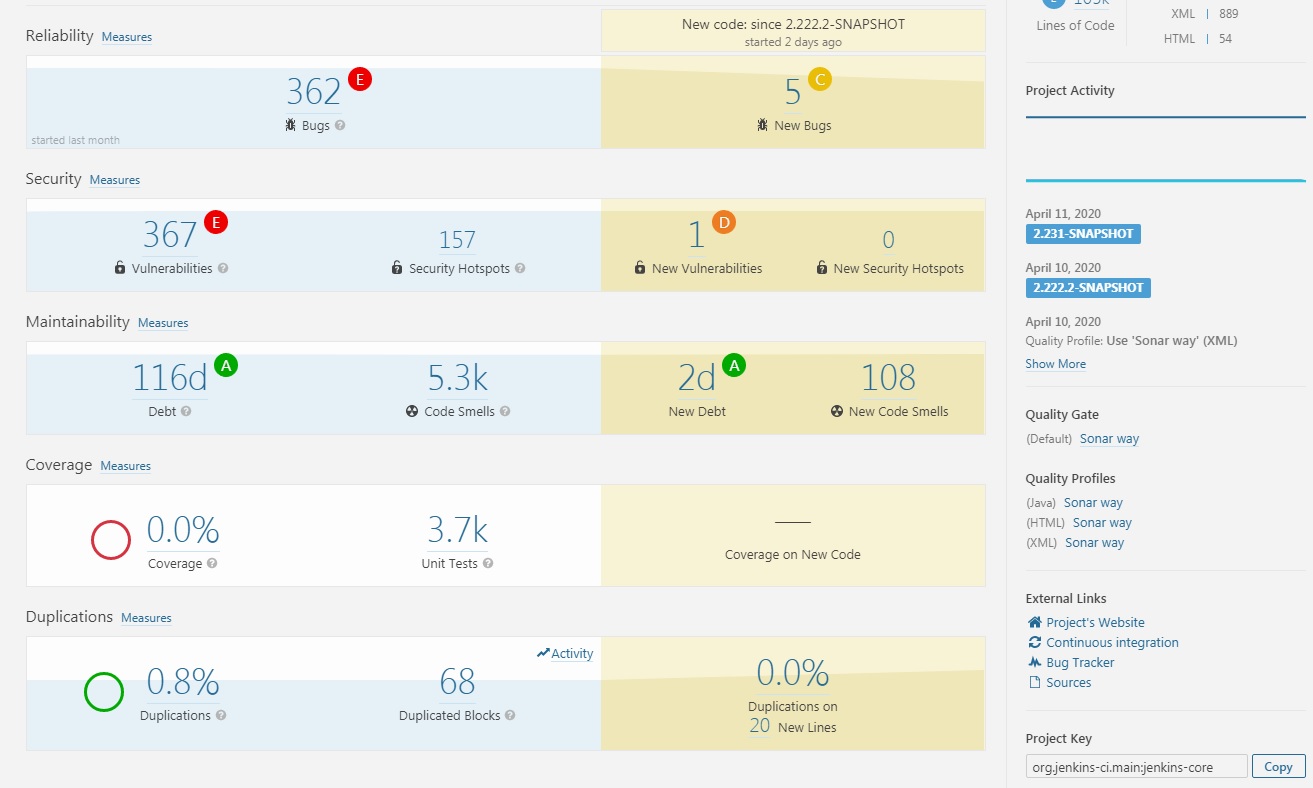 Reliability Measures
New code: since 2.222.2-SNAPSHOT
started 2 days ago
362 E
Bugs ?
started last month
5 C
New Bugs
Security Measures
367 E
Vulnerabilities ?
157
Security Hotspots ?
1 D
New Vulnerabilities
0
New Security Hotspots
Maintainability Measures
116d A
Debt ?
5.3k
Code Smells ?
2d A
New Debt
108
New Code Smells
Coverage Measures
0.0%
Coverage ?
3.7k
Unit Tests ?
Coverage on New Code
Duplications Measures
Activity
0.8%
Duplications ?
68
Duplicated Blocks ?
0.0%
Duplications on
20 New Lines
Lines of Code
XML 889
HTML 54
Project Activity
April 11, 2020
2.231-SNAPSHOT
April 10, 2020
2.222.2-SNAPSHOT
April 10, 2020
Quality Profile: Use 'Sonar way' (XML)
Show More
Quality Gate
(Default) Sonar way
Quality Profiles
(Java) Sonar way
(HTML) Sonar way
(XML) Sonar way
External Links
Project's Website
Continuous integration
Bug Tracker
Sources
Project Key
org.jenkins-ci.main:jenkins-core
Copy